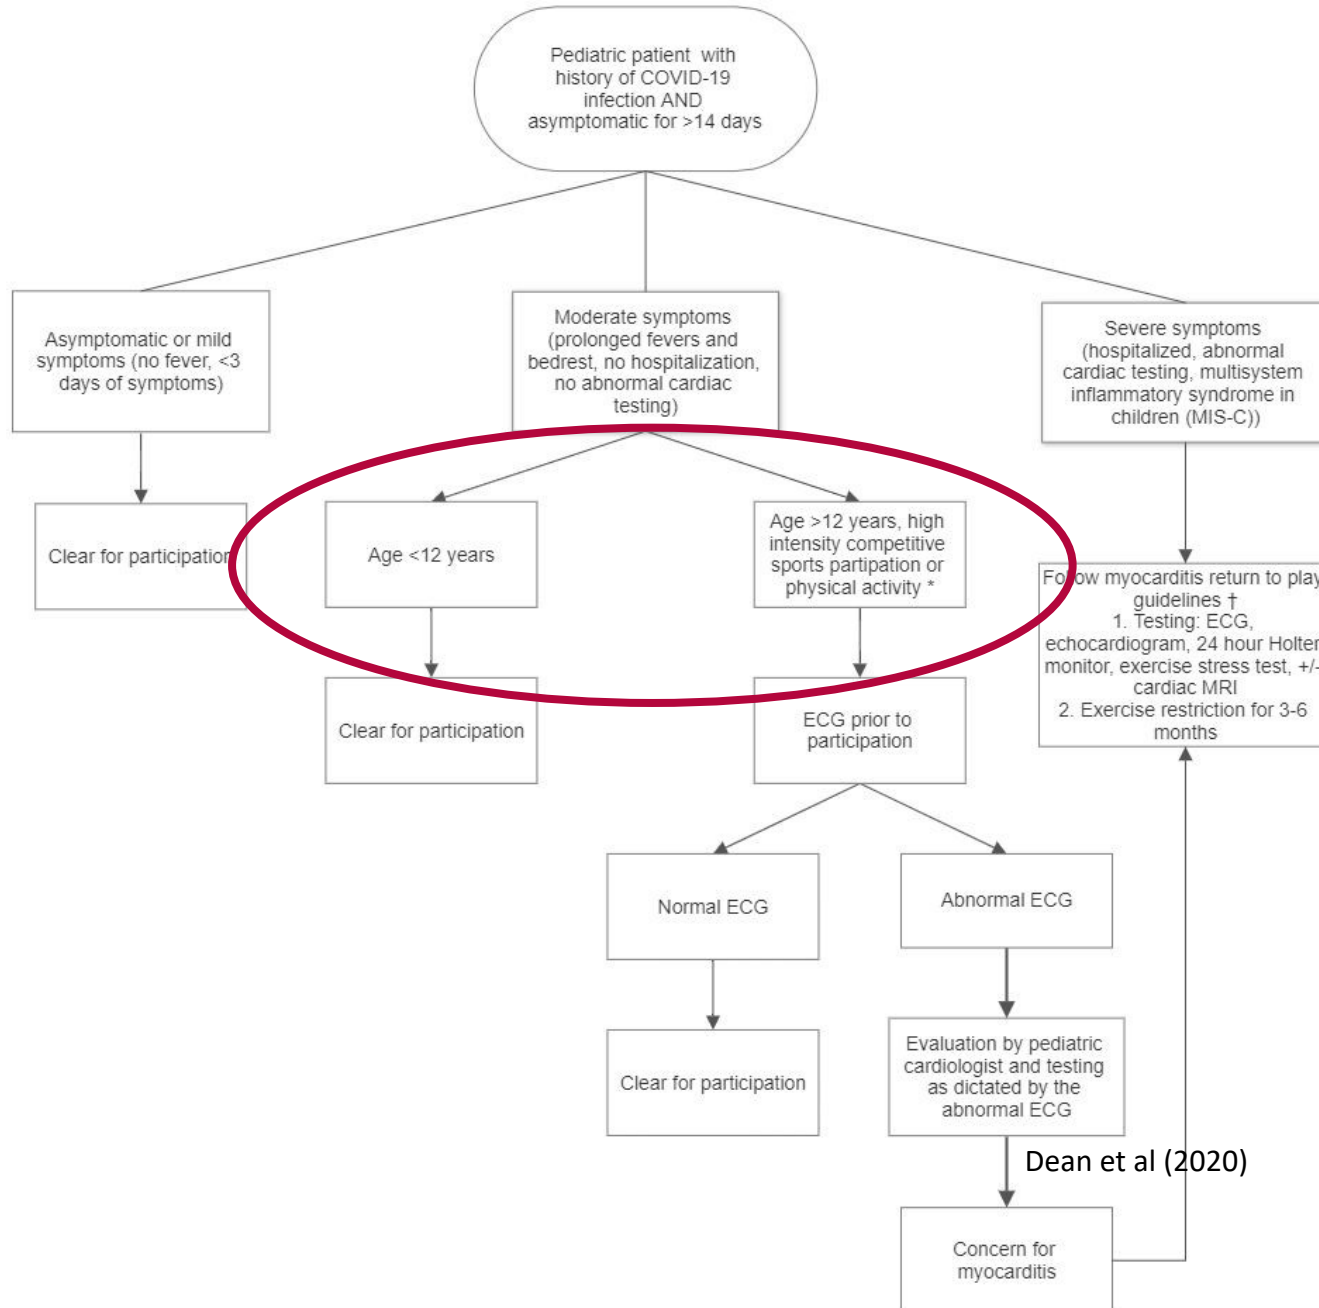 Pediatric patient with
history of COVID-19
infection AND
asymptomatic for >14 days
Asymptomatic or mild
symptoms (no fever, <3
days of symptoms)
Moderate symptoms
(prolonged fevers and
bedrest, no hospitalization,
no abnormal cardiac
testing)
Severe symptoms
(hospitalized, abnormal
cardiac testing, multisystem
inflammatory syndrome in
children (MIS-C))
Clear for participation
Age <12 years
Age >12 years, high
intensity competitive
sports partipation or
physical activity *
Follow myocarditis return to play
guidelines †
1. Testing: ECG,
echocardiogram, 24 hour Holter
monitor, exercise stress test, +/-
cardiac MRI
2. Exercise restriction for 3-6
months
Clear for participation
ECG prior to
participation
Normal ECG
Abnormal ECG
Clear for participation
Evaluation by pediatric
cardiologist and testing
as dictated by the
abnormal ECG
Dean et al (2020)
Concern for
myocarditis